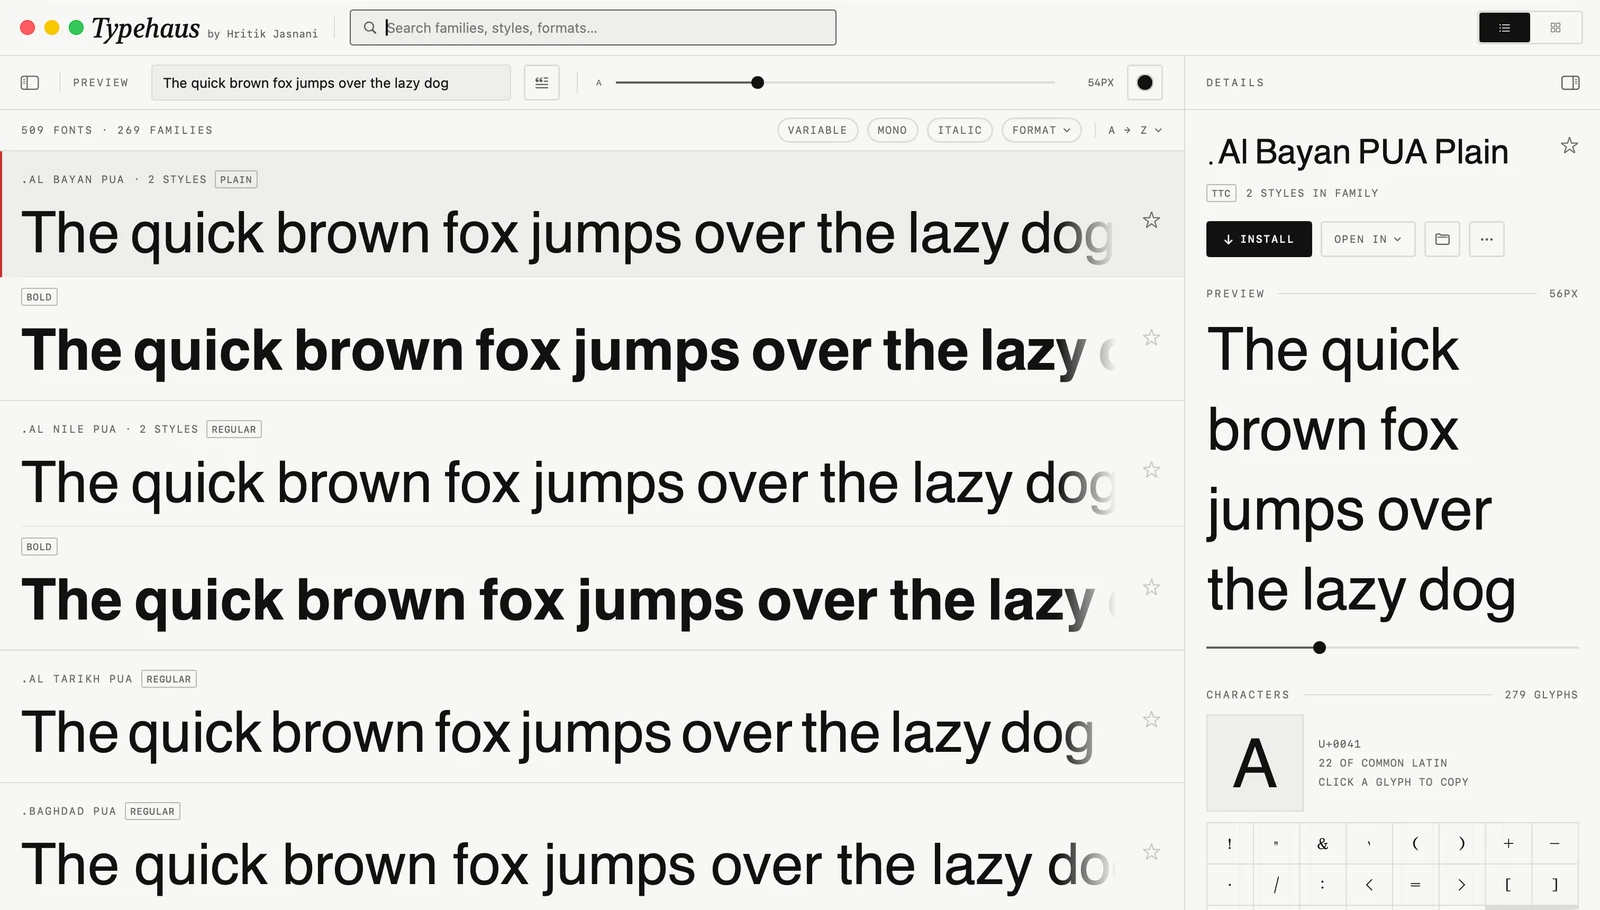 Typehaus by Hritik Jasnani
Search families, styles, formats...
PREVIEW
The quick brown fox jumps over the lazy dog
A
54PX
DETAILS
509 FONTS · 269 FAMILIES
VARIABLE
MONO
ITALIC
FORMAT
A → Z
.AL BAYAN PUA · 2 STYLES PLAIN
The quick brown fox jumps over the lazy dog
BOLD
The quick brown fox jumps over the lazy
.AL NILE PUA · 2 STYLES REGULAR
The quick brown fox jumps over the lazy dog
BOLD
The quick brown fox jumps over the lazy
.AL TARIKH PUA REGULAR
The quick brown fox jumps over the lazy dog
.BAGHDAD PUA REGULAR
The quick brown fox jumps over the lazy do
.Al Bayan PUA Plain
TTC 2 STYLES IN FAMILY
↓ INSTALL
OPEN IN
...
PREVIEW
56PX
The quick
brown fox
jumps over
the lazy dog
CHARACTERS
279 GLYPHS
A
U+0041
22 OF COMMON LATIN
CLICK A GLYPH TO COPY
! " & ' ( ) + −
· / : < = > [ ]